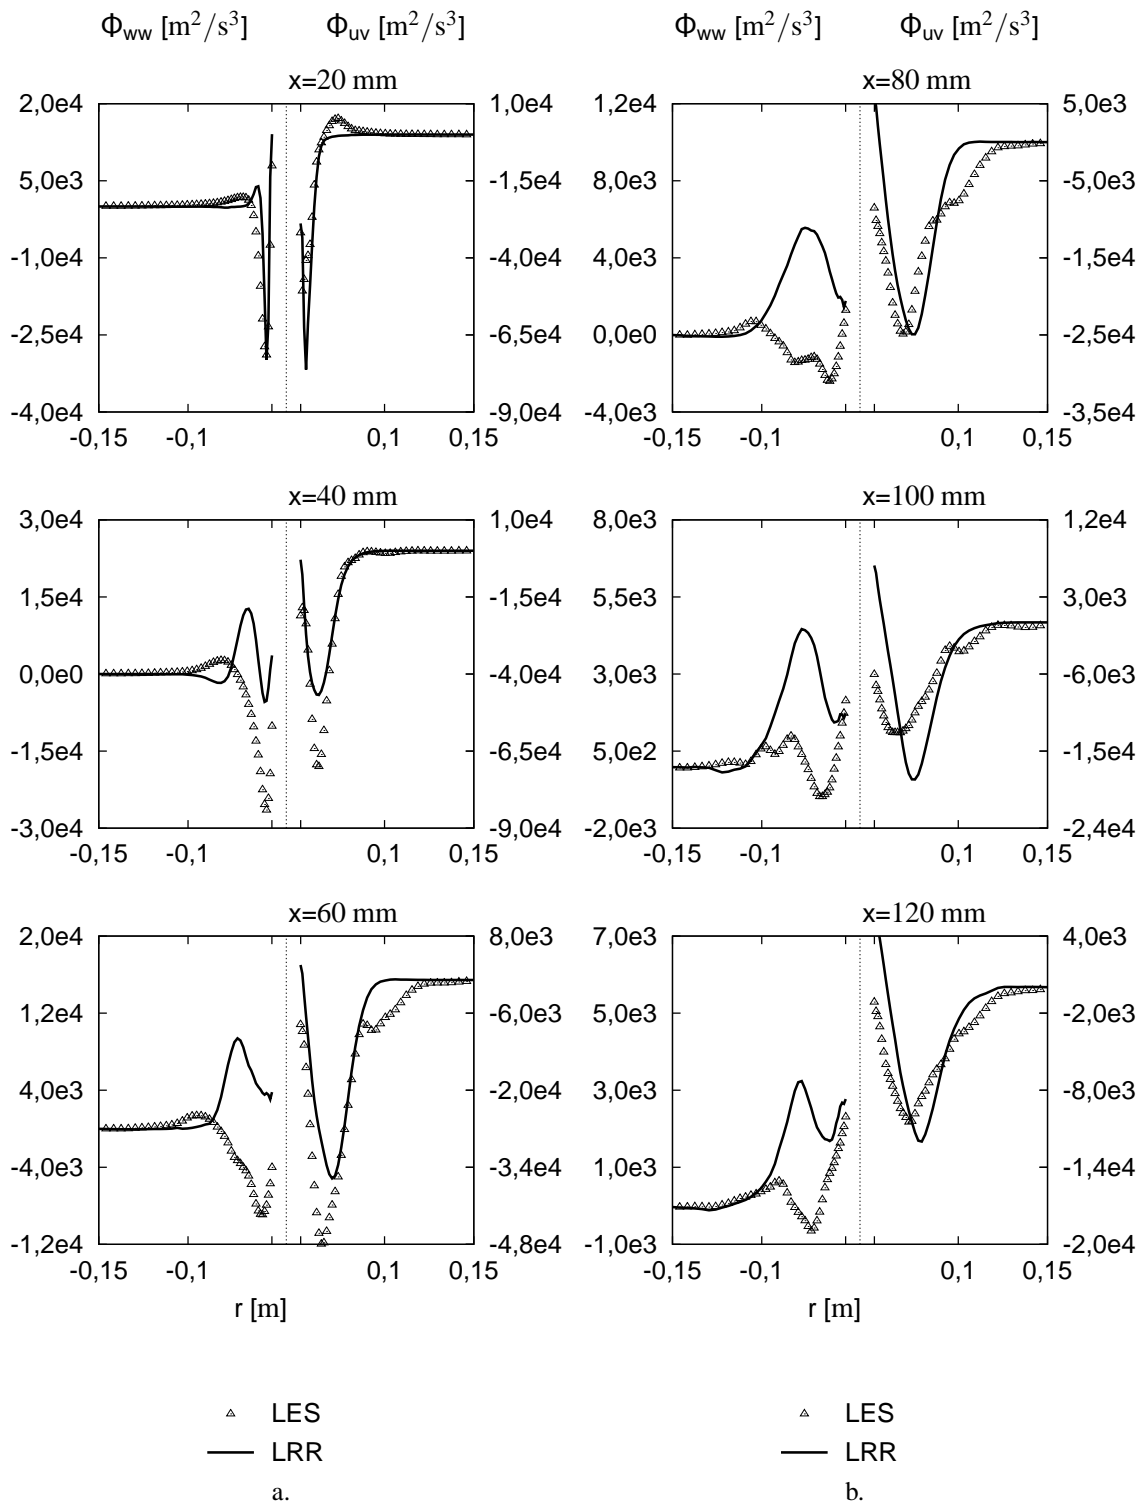 Φww [m²/s³] Φuv [m²/s³] Φww [m²/s³] Φuv [m²/s³]
x=20 mm x=80 mm
2,0e4 1,0e4 1,2e4 5,0e3
5,0e3 -1,5e4 8,0e3 -5,0e3
-1,0e4 -4,0e4 4,0e3 -1,5e4
-2,5e4 -6,5e4 0,0e0 -2,5e4
-4,0e4 -9,0e4 -4,0e3 -3,5e4
-0,15 -0,1 0,1 0,15 -0,15 -0,1 0,1 0,15
x=40 mm x=100 mm
3,0e4 1,0e4 8,0e3 1,2e4
1,5e4 -1,5e4 5,5e3 3,0e3
0,0e0 -4,0e4 3,0e3 -6,0e3
-1,5e4 -6,5e4 5,0e2 -1,5e4
-3,0e4 -9,0e4 -2,0e3 -2,4e4
-0,15 -0,1 0,1 0,15 -0,15 -0,1 0,1 0,15
x=60 mm x=120 mm
2,0e4 8,0e3 7,0e3 4,0e3
1,2e4 -6,0e3 5,0e3 -2,0e3
4,0e3 -2,0e4 3,0e3 -8,0e3
-4,0e3 -3,4e4 1,0e3 -1,4e4
-1,2e4 -4,8e4 -1,0e3 -2,0e4
-0,15 -0,1 0,1 0,15 -0,15 -0,1 0,1 0,15
r [m] r [m]
LES LES
LRR LRR
a. b.